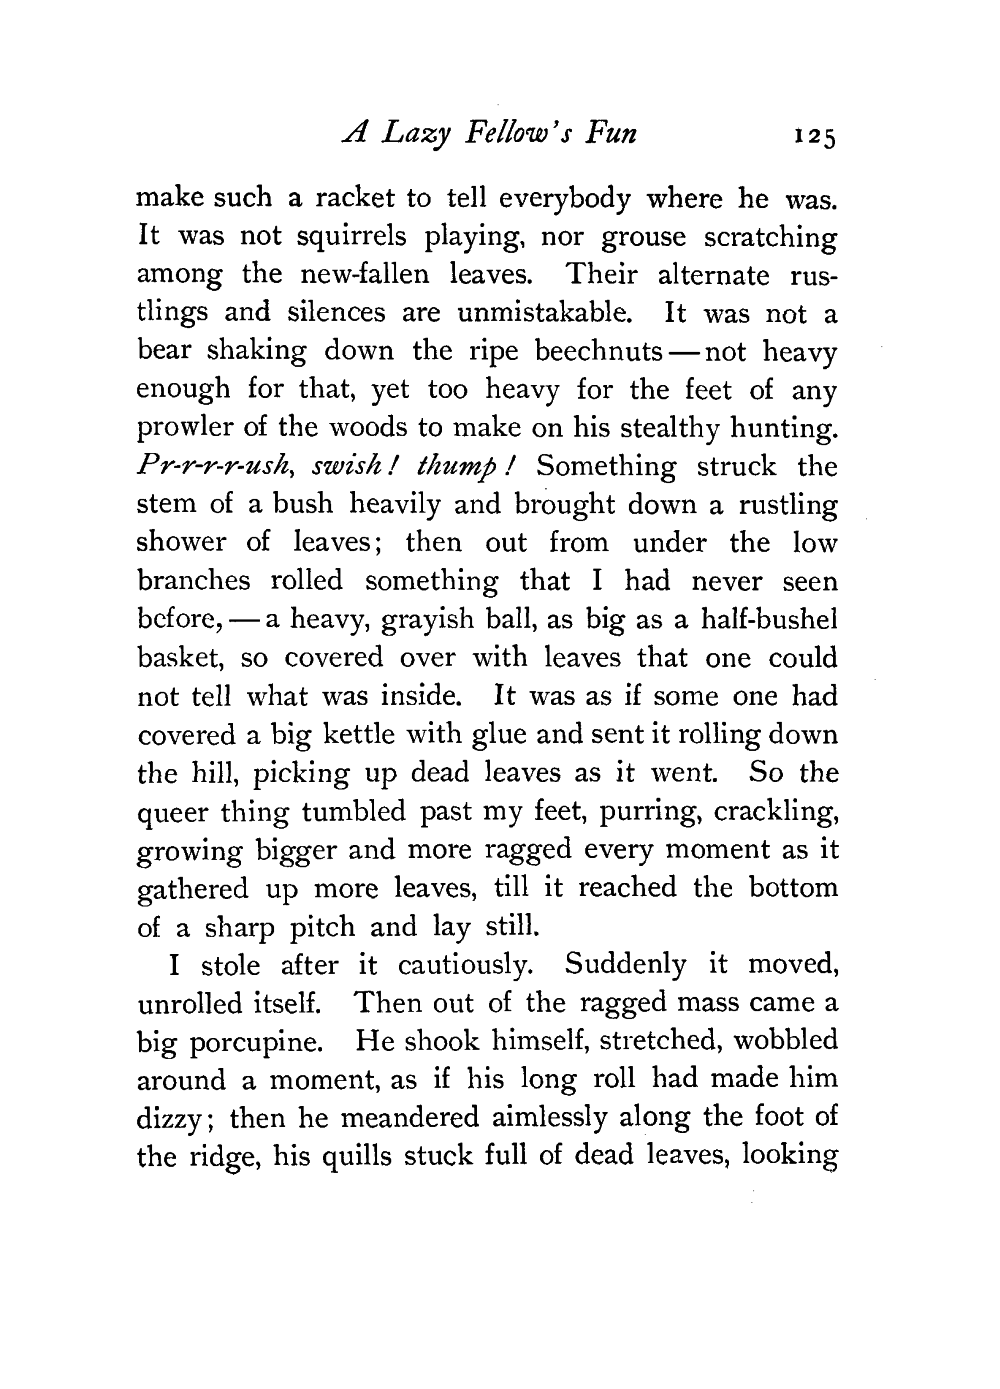 A Lazy Fellow's Fun 125
make such a racket to tell everybody where he was.
It was not squirrels playing, nor grouse scratching
among the new-fallen leaves. Their alternate rus-
tlings and silences are unmistakable. It was not a
bear shaking down the ripe beechnuts — not heavy
enough for that, yet too heavy for the feet of any
prowler of the woods to make on his stealthy hunting.
Pr-r-r-r-ush, swish! thump! Something struck the
stem of a bush heavily and brought down a rustling
shower of leaves; then out from under the low
branches rolled something that I had never seen
before, — a heavy, grayish ball, as big as a half-bushel
basket, so covered over with leaves that one could
not tell what was inside. It was as if some one had
covered a big kettle with glue and sent it rolling down
the hill, picking up dead leaves as it went. So the
queer thing tumbled past my feet, purring, crackling,
growing bigger and more ragged every moment as it
gathered up more leaves, till it reached the bottom
of a sharp pitch and lay still.
I stole after it cautiously. Suddenly it moved,
unrolled itself. Then out of the ragged mass came a
big porcupine. He shook himself, stretched, wobbled
around a moment, as if his long roll had made him
dizzy; then he meandered aimlessly along the foot of
the ridge, his quills stuck full of dead leaves, looking